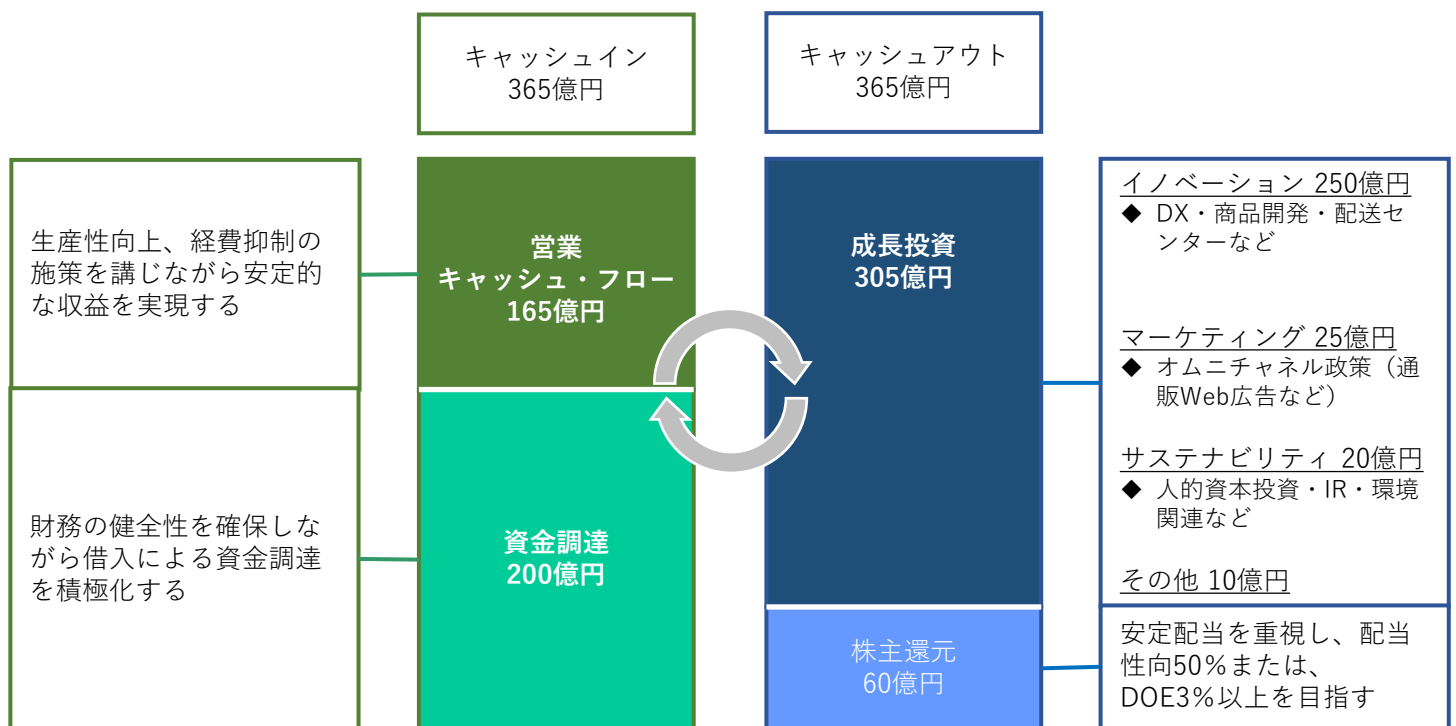 キャッシュイン
365億円
キャッシュアウト
365億円
生産性向上、経費抑制の
施策を講じながら安定的
な収益を実現する
営業
キャッシュ・フロー
165億円
財務の健全性を確保しな
がら借入による資金調達
を積極化する
資金調達
200億円
成長投資
305億円
株主還元
60億円
イノベーション 250億円
◆ DX・商品開発・配送セ
ンターなど
マーケティング 25億円
◆ オムニチャネル政策（通
販Web広告など）
サステナビリティ 20億円
◆ 人的資本投資・IR・環境
関連など
その他 10億円
安定配当を重視し、配当
性向50％または、
DOE3％以上を目指す